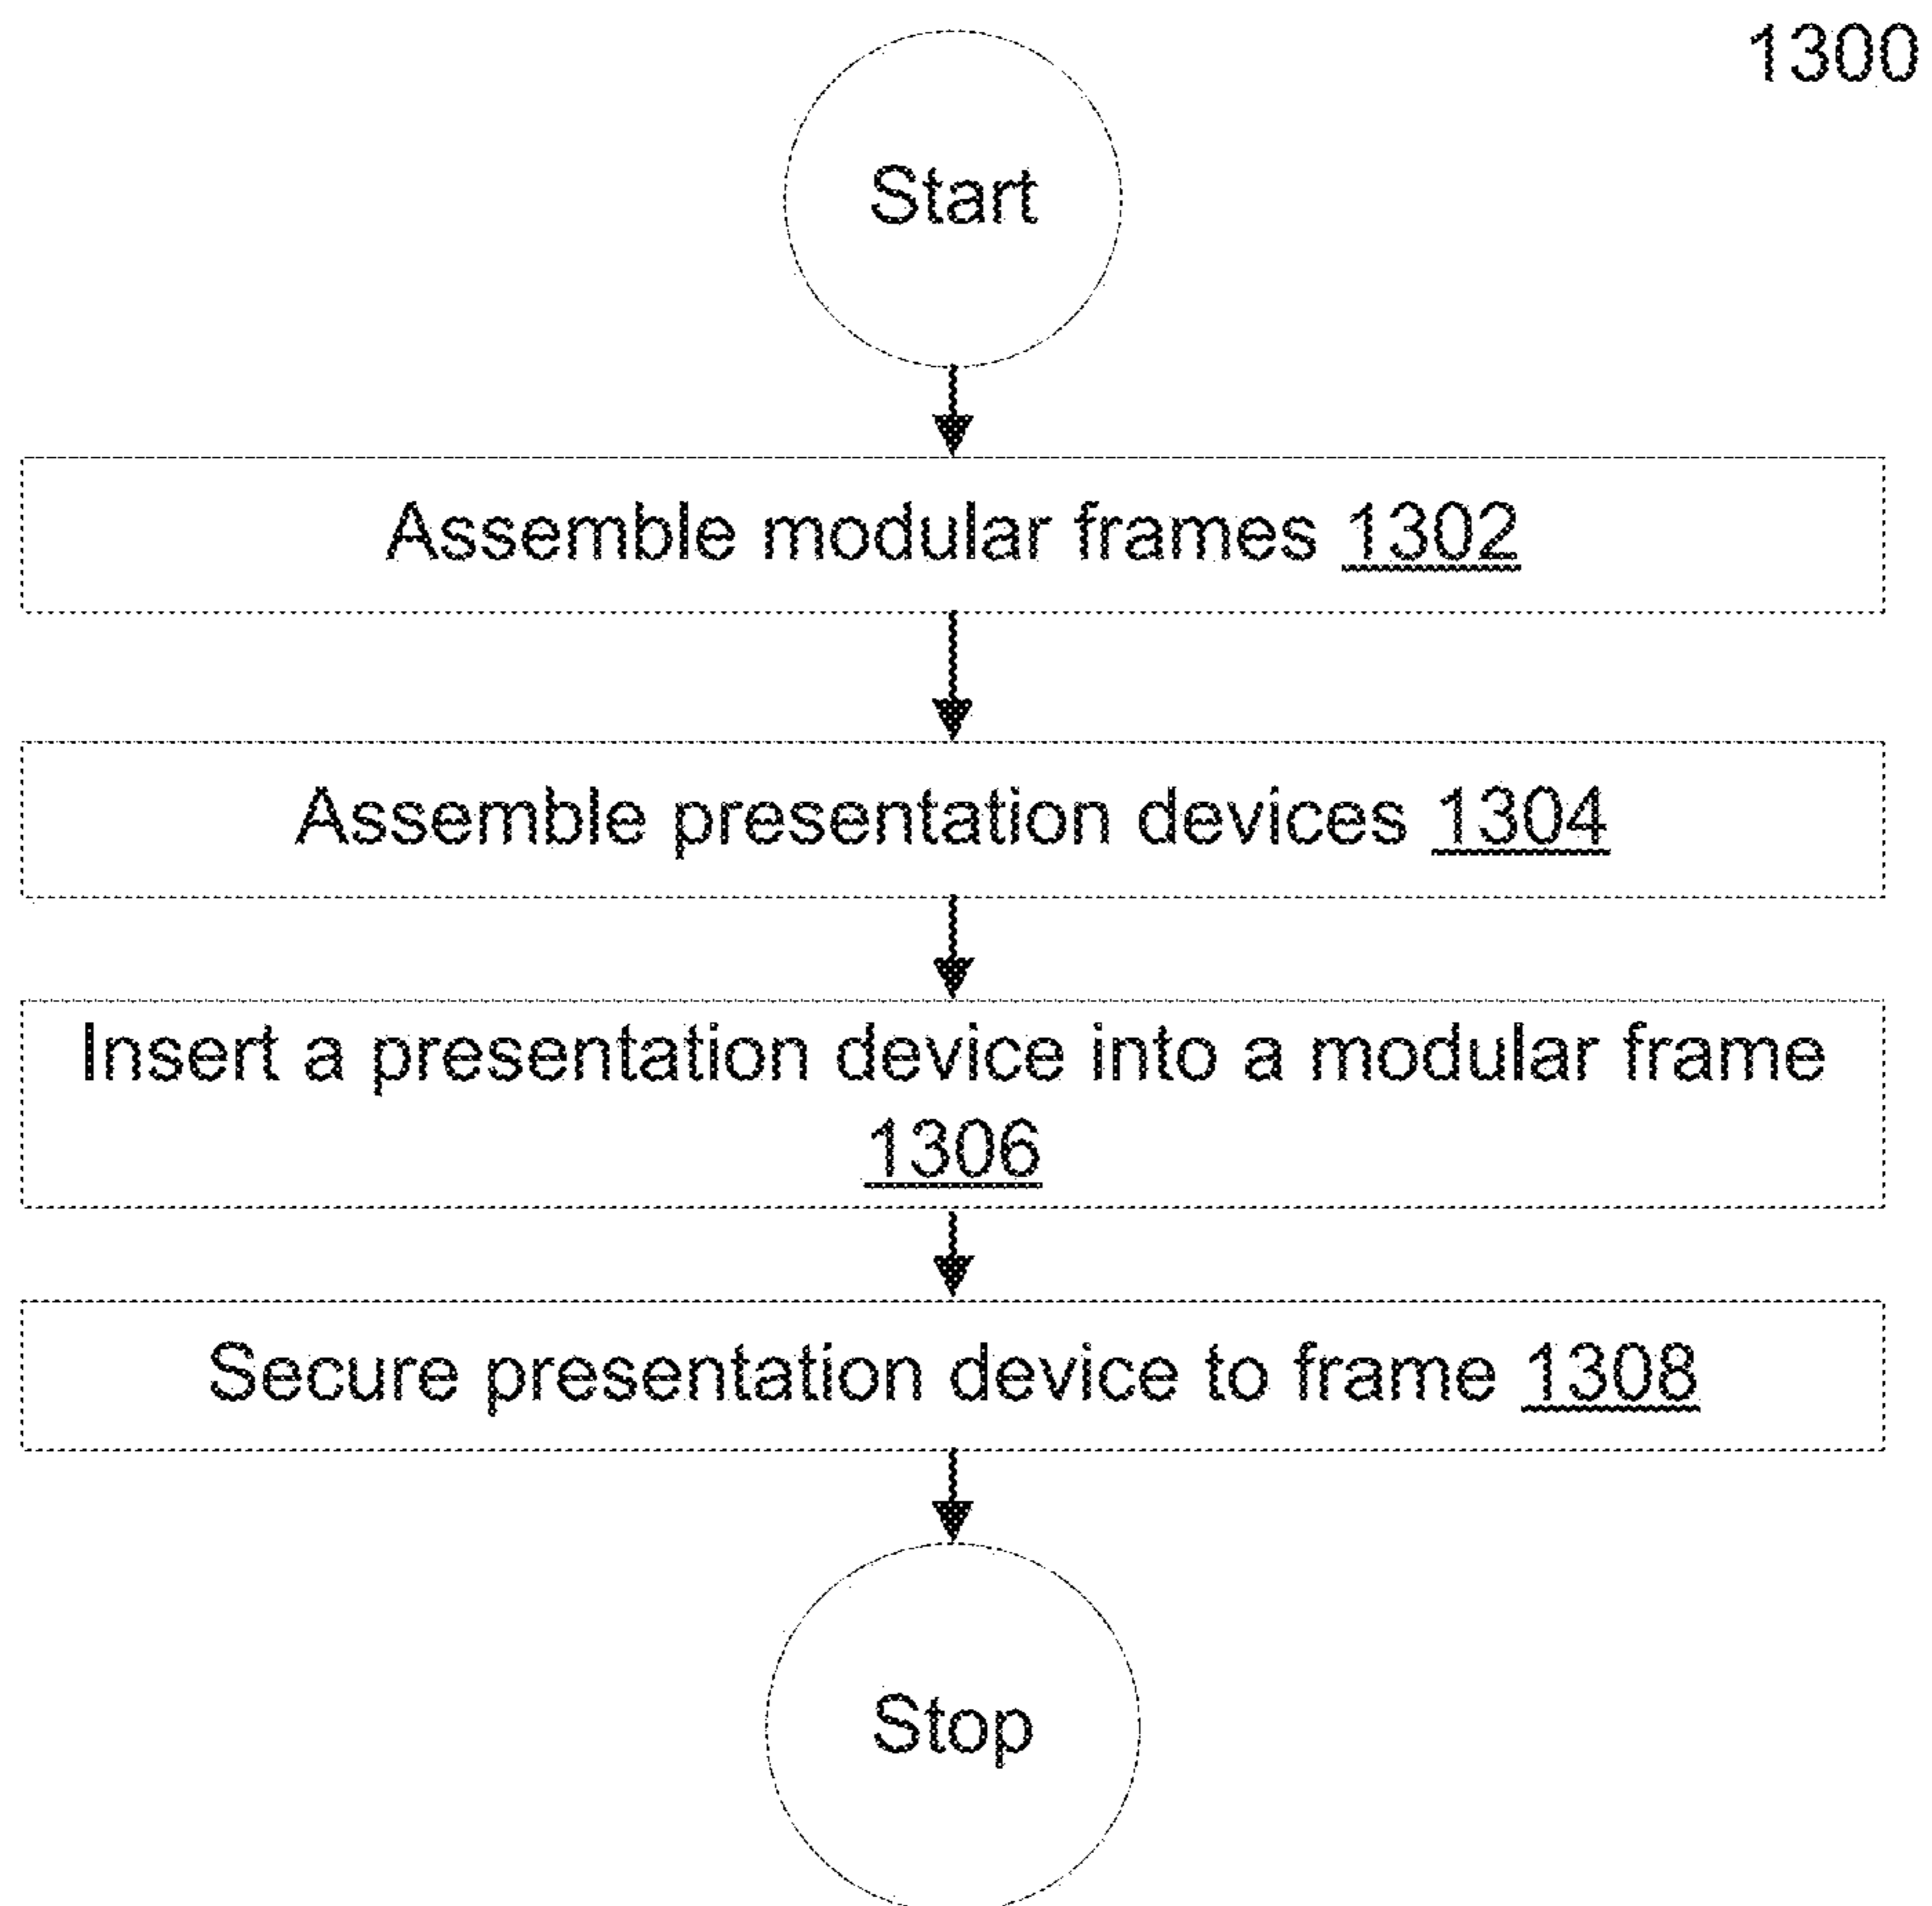 1300
Start
Assemble modular frames 1302
Assemble presentation devices 1304
Insert a presentation device into a modular frame
1306
Secure presentation device to frame 1308
Stop